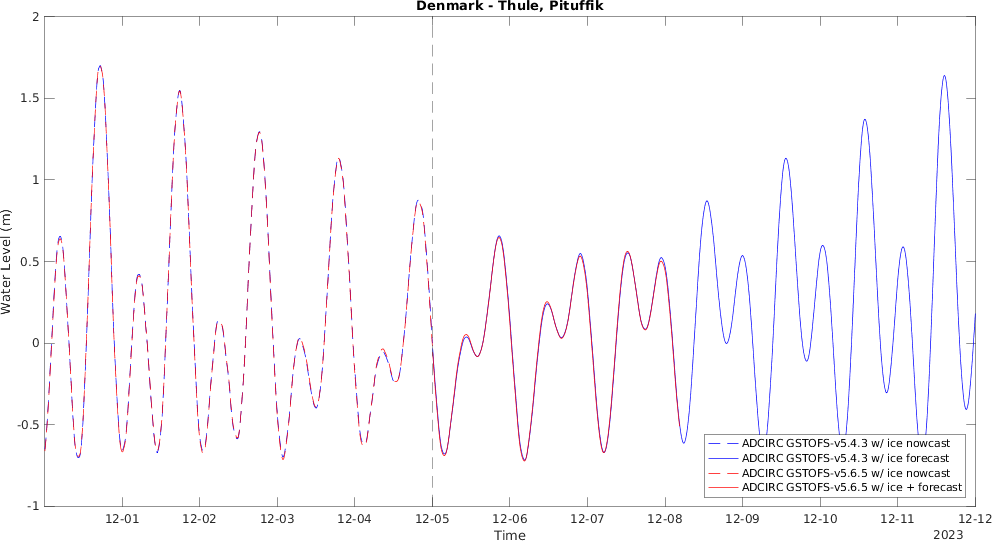 Denmark - Thule, Pituffik
Water Level (m)
2
1.5
1
0.5
0
-0.5
-1
ADCIRC GSTOFS-v5.4.3 w/ ice nowcast
ADCIRC GSTOFS-v5.4.3 w/ ice forecast
ADCIRC GSTOFS-v5.6.5 w/ ice nowcast
ADCIRC GSTOFS-v5.6.5 w/ ice + forecast
12-01 12-02 12-03 12-04 12-05 12-06 12-07 12-08 12-09 12-10 12-11 12-12
Time
2023